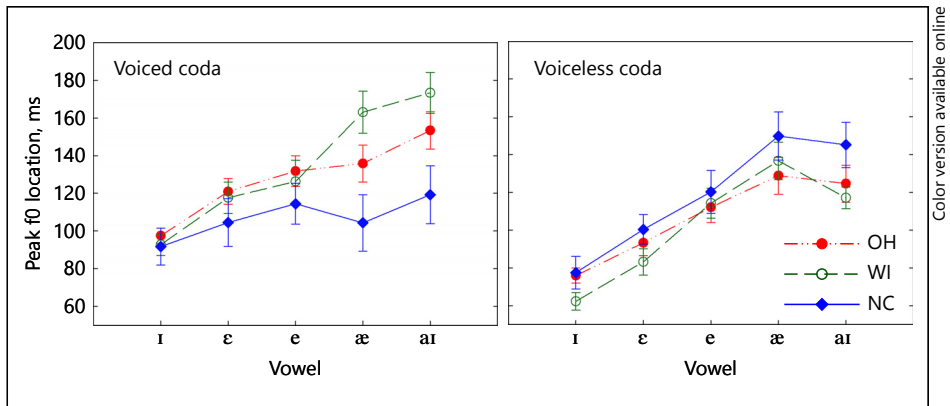 Voiced coda
Peak f0 location, ms
200
180
160
140
120
100
80
60
ɪ ɛ e æ aɪ
Vowel
Voiceless coda
OH
WI
NC
ɪ ɛ e æ aɪ
Vowel
Color version available online